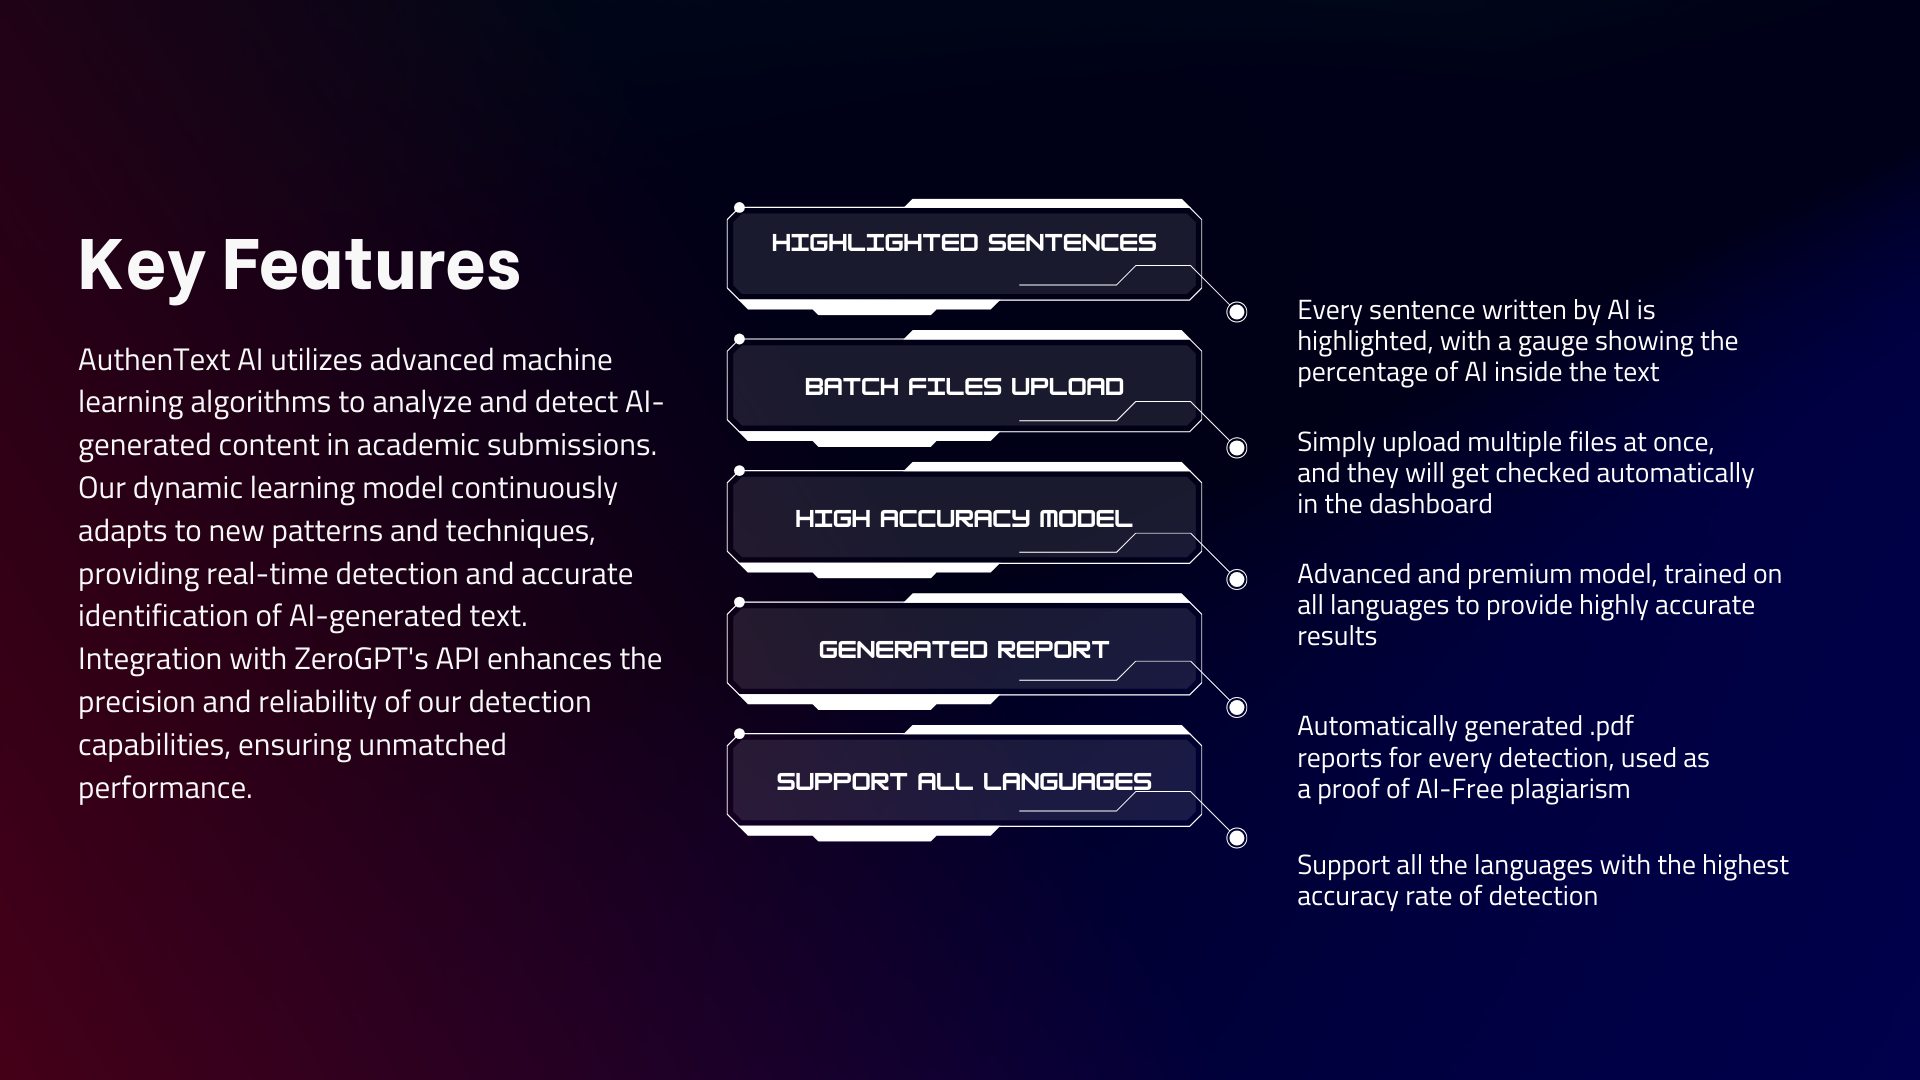 Key Features
AuthenText AI utilizes advanced machine
learning algorithms to analyze and detect AI-
generated content in academic submissions.
Our dynamic learning model continuously
adapts to new patterns and techniques,
providing real-time detection and accurate
identification of AI-generated text.
Integration with ZeroGPT's API enhances the
precision and reliability of our detection
capabilities, ensuring unmatched
performance.
HIGHLIGHTED SENTENCES
Every sentence written by AI is
highlighted, with a gauge showing the
percentage of AI inside the text
BATCH FILES UPLOAD
Simply upload multiple files at once,
and they will get checked automatically
in the dashboard
HIGH ACCURACY MODEL
Advanced and premium model, trained on
all languages to provide highly accurate
results
GENERATED REPORT
Automatically generated .pdf
reports for every detection, used as
a proof of AI-Free plagiarism
SUPPORT ALL LANGUAGES
Support all the languages with the highest
accuracy rate of detection